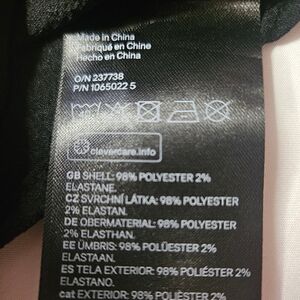 Made in China
Fabriqué en Chine
Hecho en China
O/N 237738
P/N 1065022 5
clevercare.info
GB SHELL: 98% POLYESTER 2%
ELASTANE.
CZ SVRCHNÍ LÁTKA: 98% POLYESTER
2% ELASTAN.
DE OBERMATERIAL: 98% POLYESTER
2% ELASTHAN.
EE ÜMBRIS: 98% POLÜESTER 2%
ELASTAAN.
ES TELA EXTERIOR: 98% POLIÉSTER 2%
ELASTANO.
cat EXTERIOR: 98% POLIÈSTER 2%